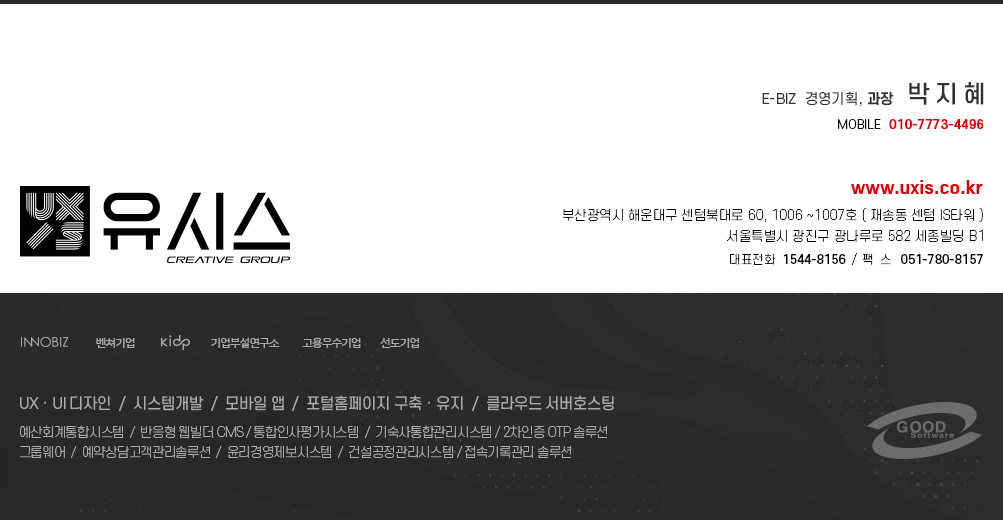 E-BIZ 경영기획, 과장 박 지 혜
MOBILE 010-7773-4496
UXIS 유시스
CREATIVE GROUP
www.uxis.co.kr
부산광역시 해운대구 센텀북대로 60, 1006 ~1007호 ( 재송동 센텀 IS타워 )
서울특별시 광진구 광나루로 582 세종빌딩 B1
대표전화 1544-8156 / 팩 스 051-780-8157
INNOBIZ 벤쳐기업 kidp 기업부설연구소 고용우수기업 선도기업
UX · UI 디자인 / 시스템개발 / 모바일 앱 / 포털홈페이지 구축 · 유지 / 클라우드 서버호스팅
예산회계통합시스템 / 반응형 웹빌더 CMS / 통합인사평가시스템 / 기숙사통합관리시스템 / 2차인증 OTP 솔루션
그룹웨어 / 예약상담고객관리솔루션 / 윤리경영제보시스템 / 건설공정관리시스템 / 접속기록관리 솔루션
GOOD
Software